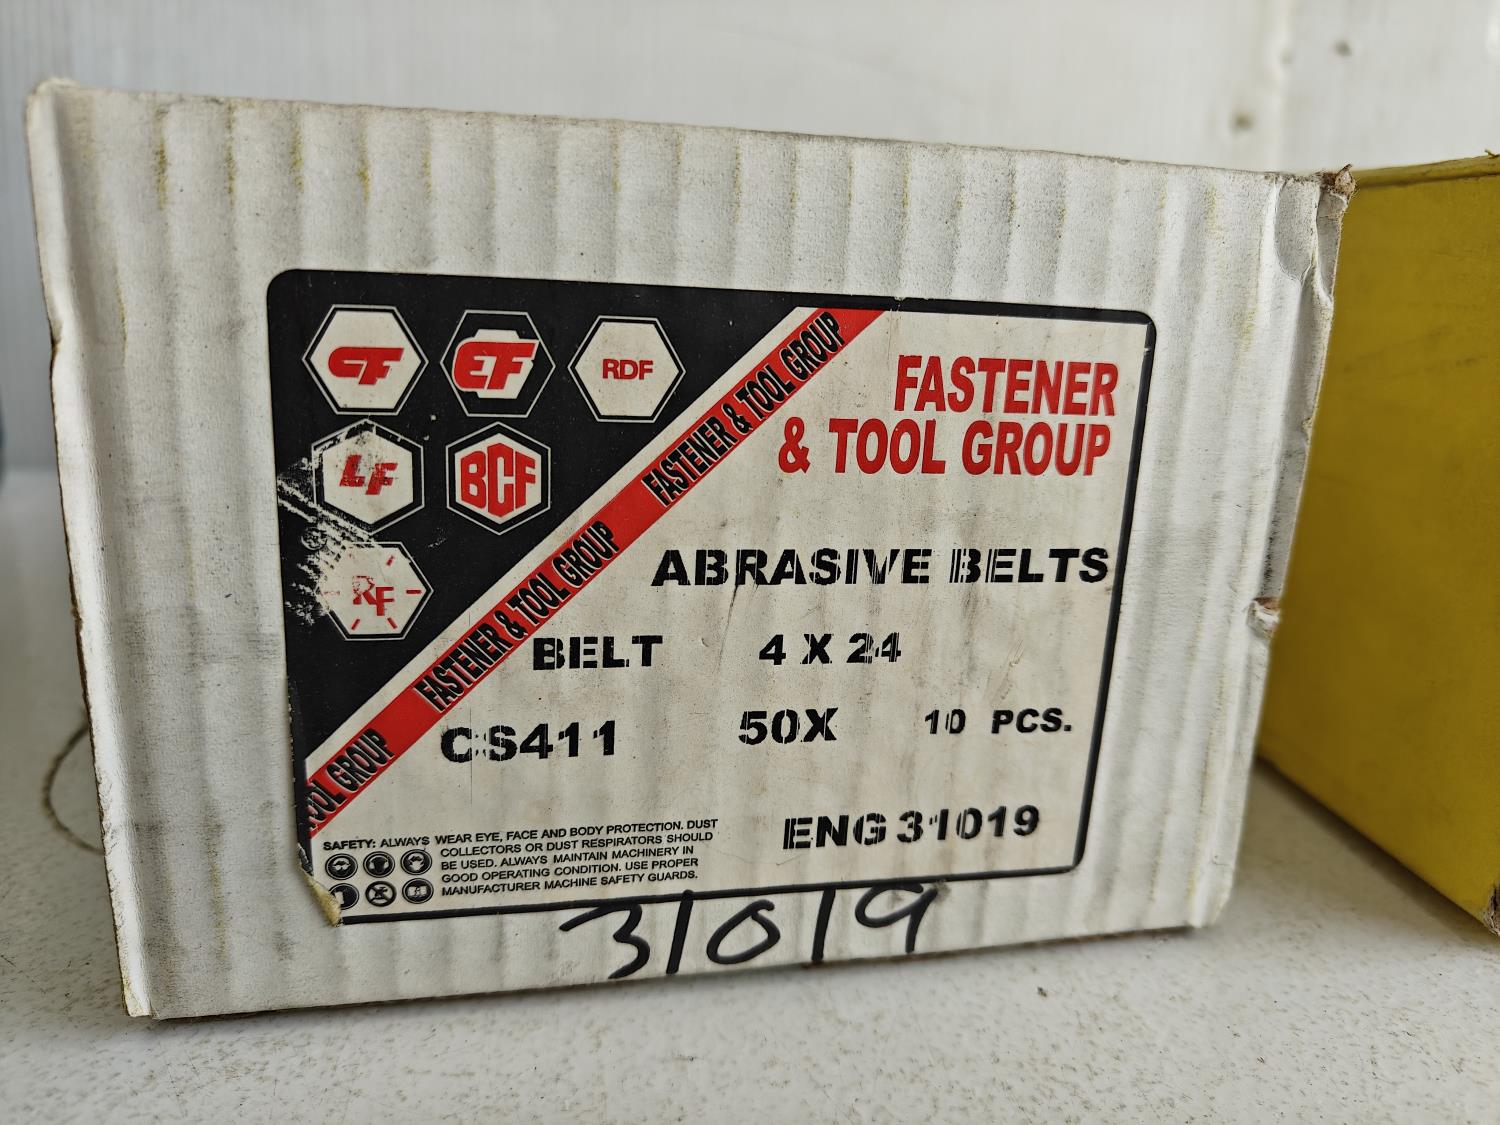 CF EF RDF
LF BCF
RF
FASTENER & TOOL GROUP FASTENER & TOOL GROUP TOOL GROUP
FASTENER
& TOOL GROUP
ABRASIVE BELTS
BELT 4 X 24
CS411 50X 10 PCS.
ENG31019
SAFETY: ALWAYS WEAR EYE, FACE AND BODY PROTECTION. DUST
COLLECTORS OR DUST RESPIRATORS SHOULD
BE USED. ALWAYS MAINTAIN MACHINERY IN
GOOD OPERATING CONDITION. USE PROPER
MANUFACTURER MACHINE SAFETY GUARDS.
31019